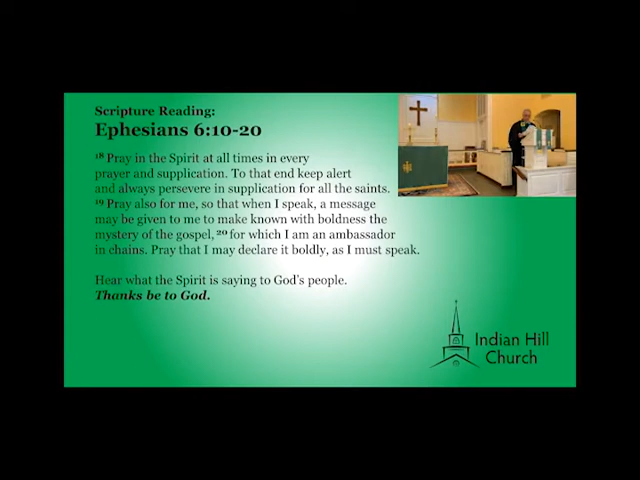 Scripture Reading:
Ephesians 6:10-20
18 Pray in the Spirit at all times in every
prayer and supplication. To that end keep alert
and always persevere in supplication for all the saints.
19 Pray also for me, so that when I speak, a message
may be given to me to make known with boldness the
mystery of the gospel, 20 for which I am an ambassador
in chains. Pray that I may declare it boldly, as I must speak.
Hear what the Spirit is saying to God's people.
Thanks be to God.
Indian Hill
Church